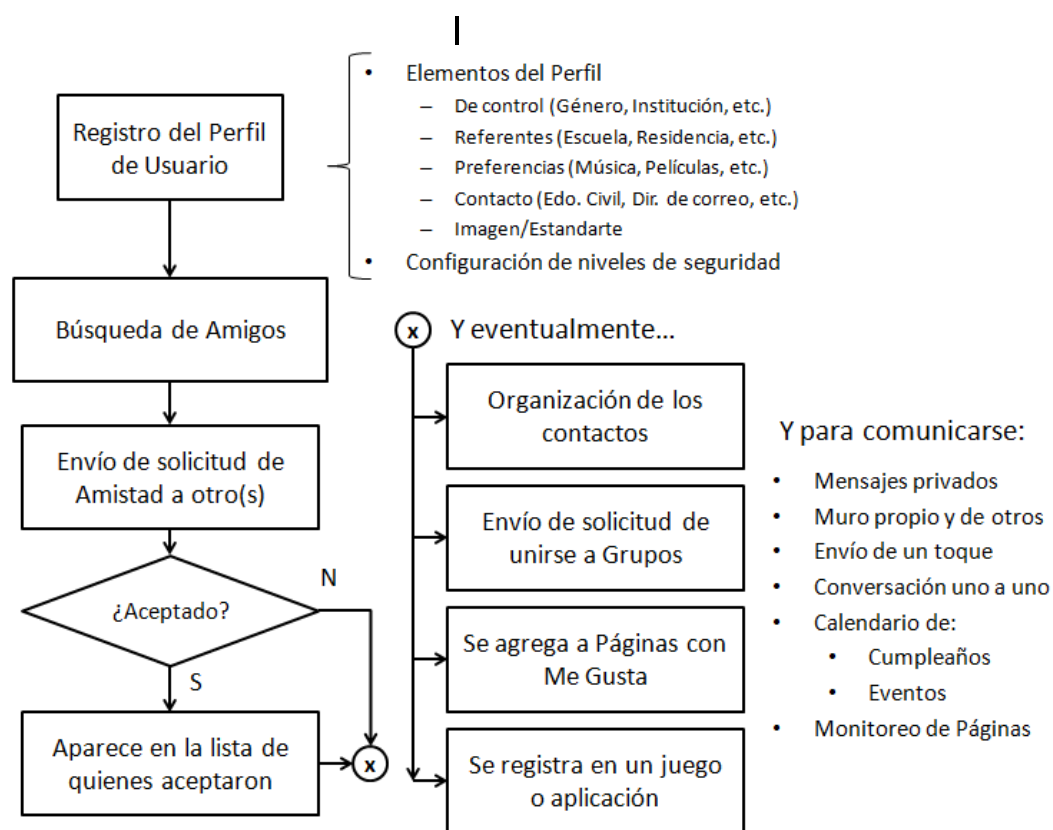 Registro del Perfil
de Usuario
• Elementos del Perfil
– De control (Género, Institución, etc.)
– Referentes (Escuela, Residencia, etc.)
– Preferencias (Música, Películas, etc.)
– Contacto (Edo. Civil, Dir. de correo, etc.)
– Imagen/Estandarte
• Configuración de niveles de seguridad
Búsqueda de Amigos
Envío de solicitud de
Amistad a otro(s)
¿Aceptado?
N
S
Aparece en la lista de
quienes aceptaron
x
x Y eventualmente...
Organización de los
contactos
Envío de solicitud de
unirse a Grupos
Se agrega a Páginas con
Me Gusta
Se registra en un juego
o aplicación
Y para comunicarse:
• Mensajes privados
• Muro propio y de otros
• Envío de un toque
• Conversación uno a uno
• Calendario de:
• Cumpleaños
• Eventos
• Monitoreo de Páginas